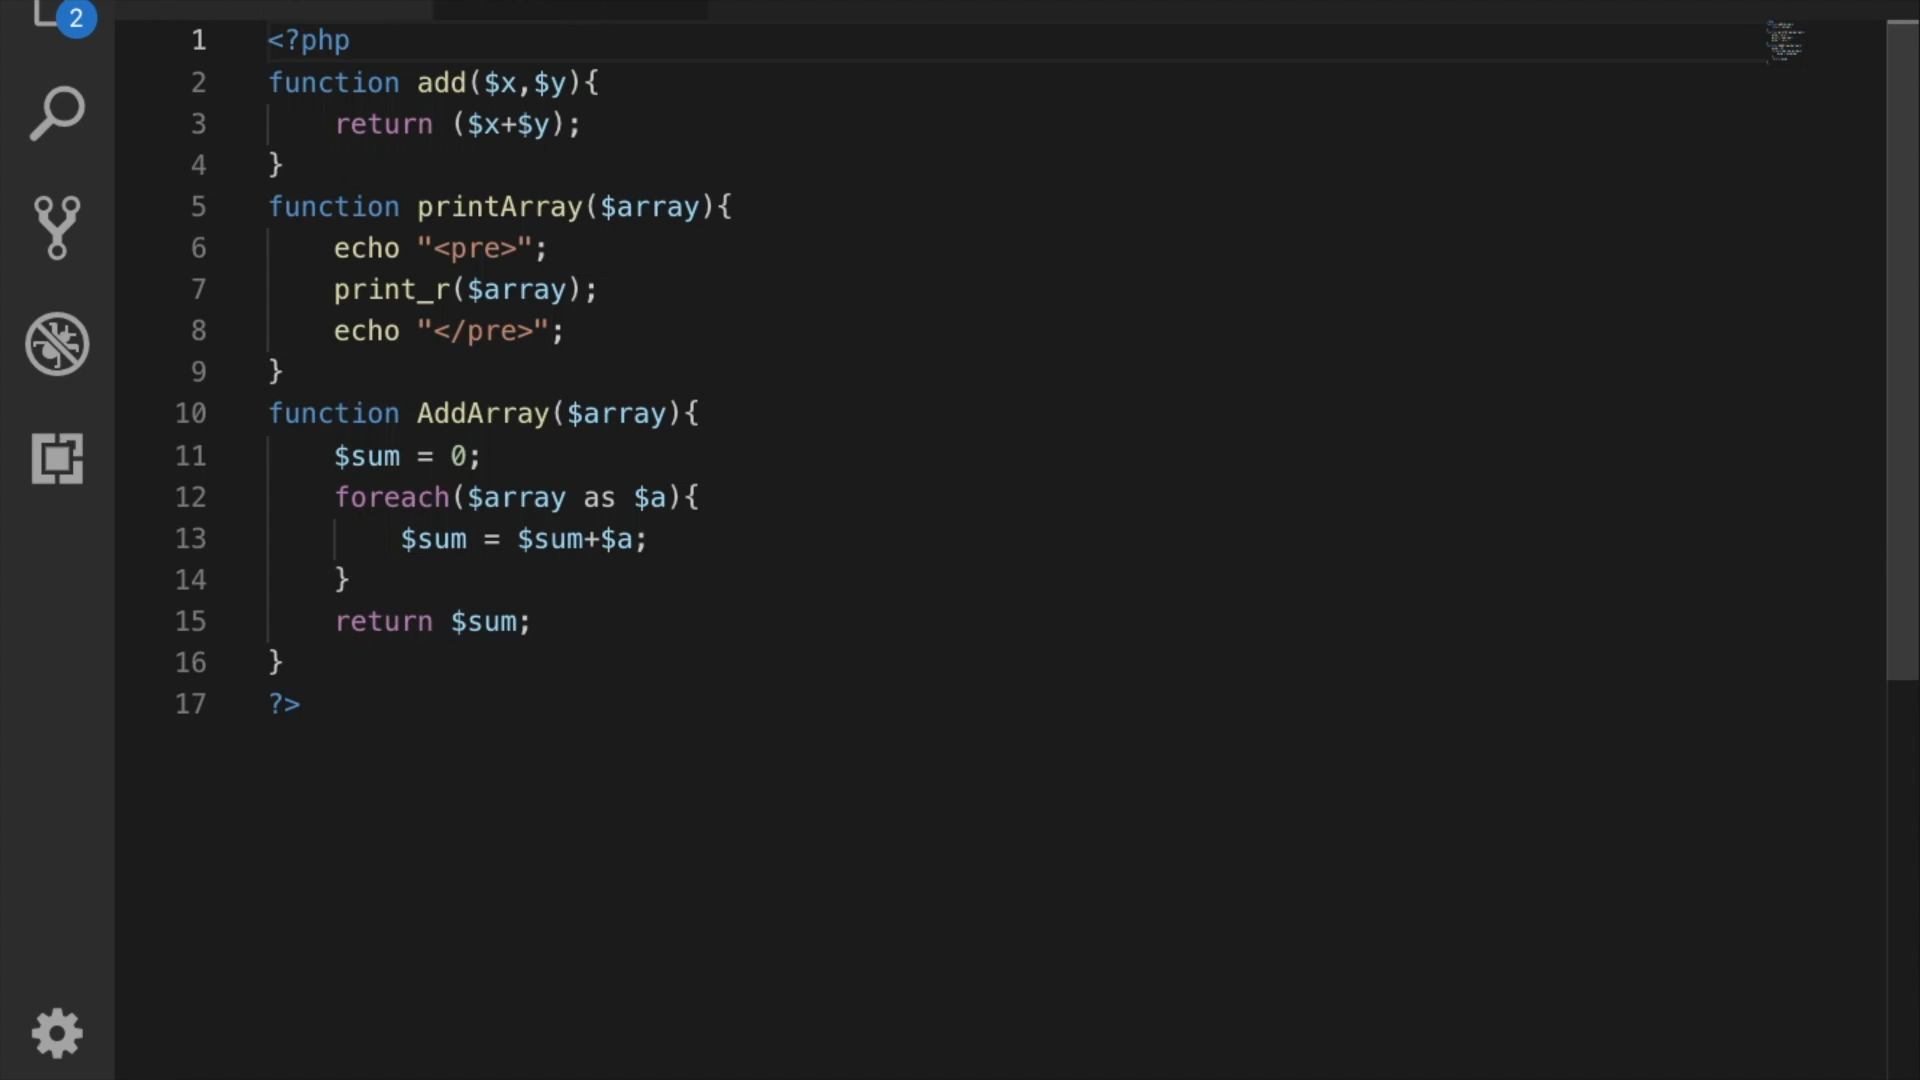 2
1 <?php
2 function add($x,$y){
3     return ($x+$y);
4 }
5 function printArray($array){
6     echo "<pre>";
7     print_r($array);
8     echo "</pre>";
9 }
10 function AddArray($array){
11     $sum = 0;
12     foreach($array as $a){
13         $sum = $sum+$a;
14     }
15     return $sum;
16 }
17 ?>